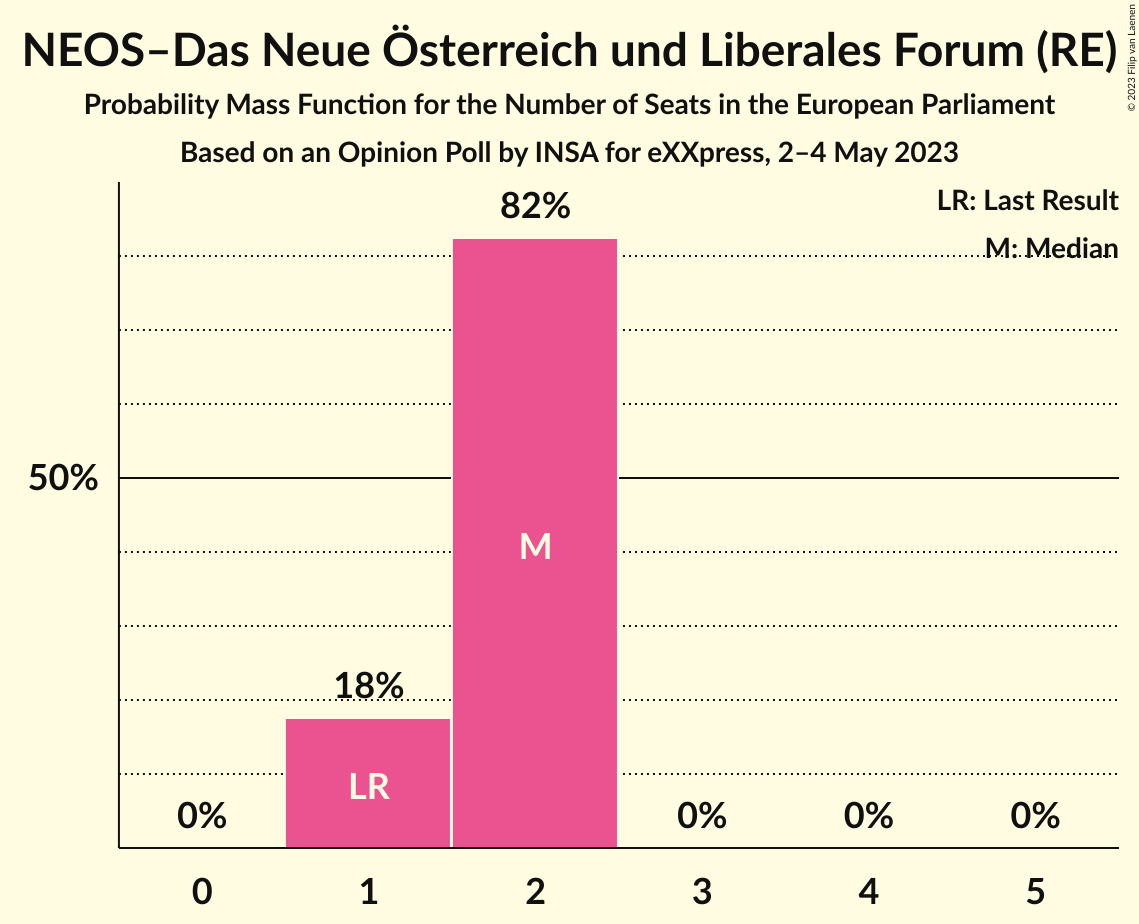 NEOS–Das Neue Österreich und Liberales Forum (RE)
Probability Mass Function for the Number of Seats in the European Parliament
Based on an Opinion Poll by INSA for eXXpress, 2–4 May 2023
© 2023 Filip van Laenen
LR: Last Result
M: Median
82%
50%
M
18%
LR
0%
0%
0%
0%
0
1
2
3
4
5